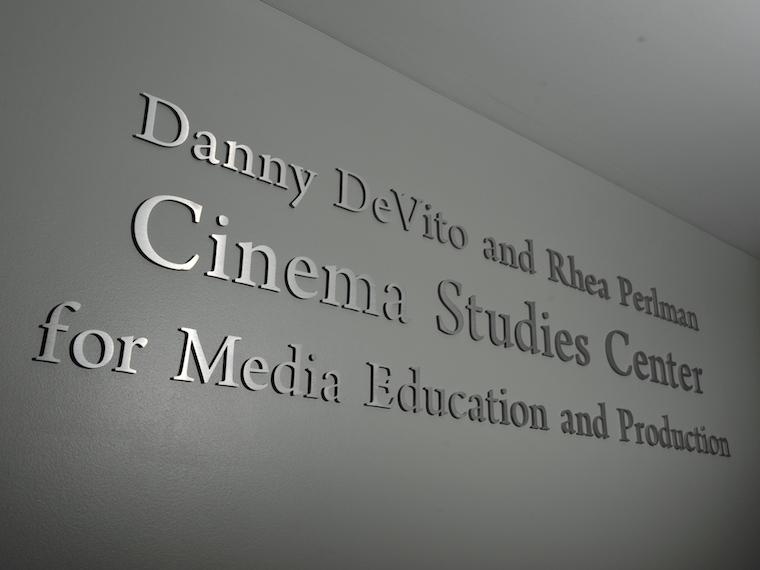 Danny DeVito and Rhea Perlman
Cinema Studies Center
for Media Education and Production